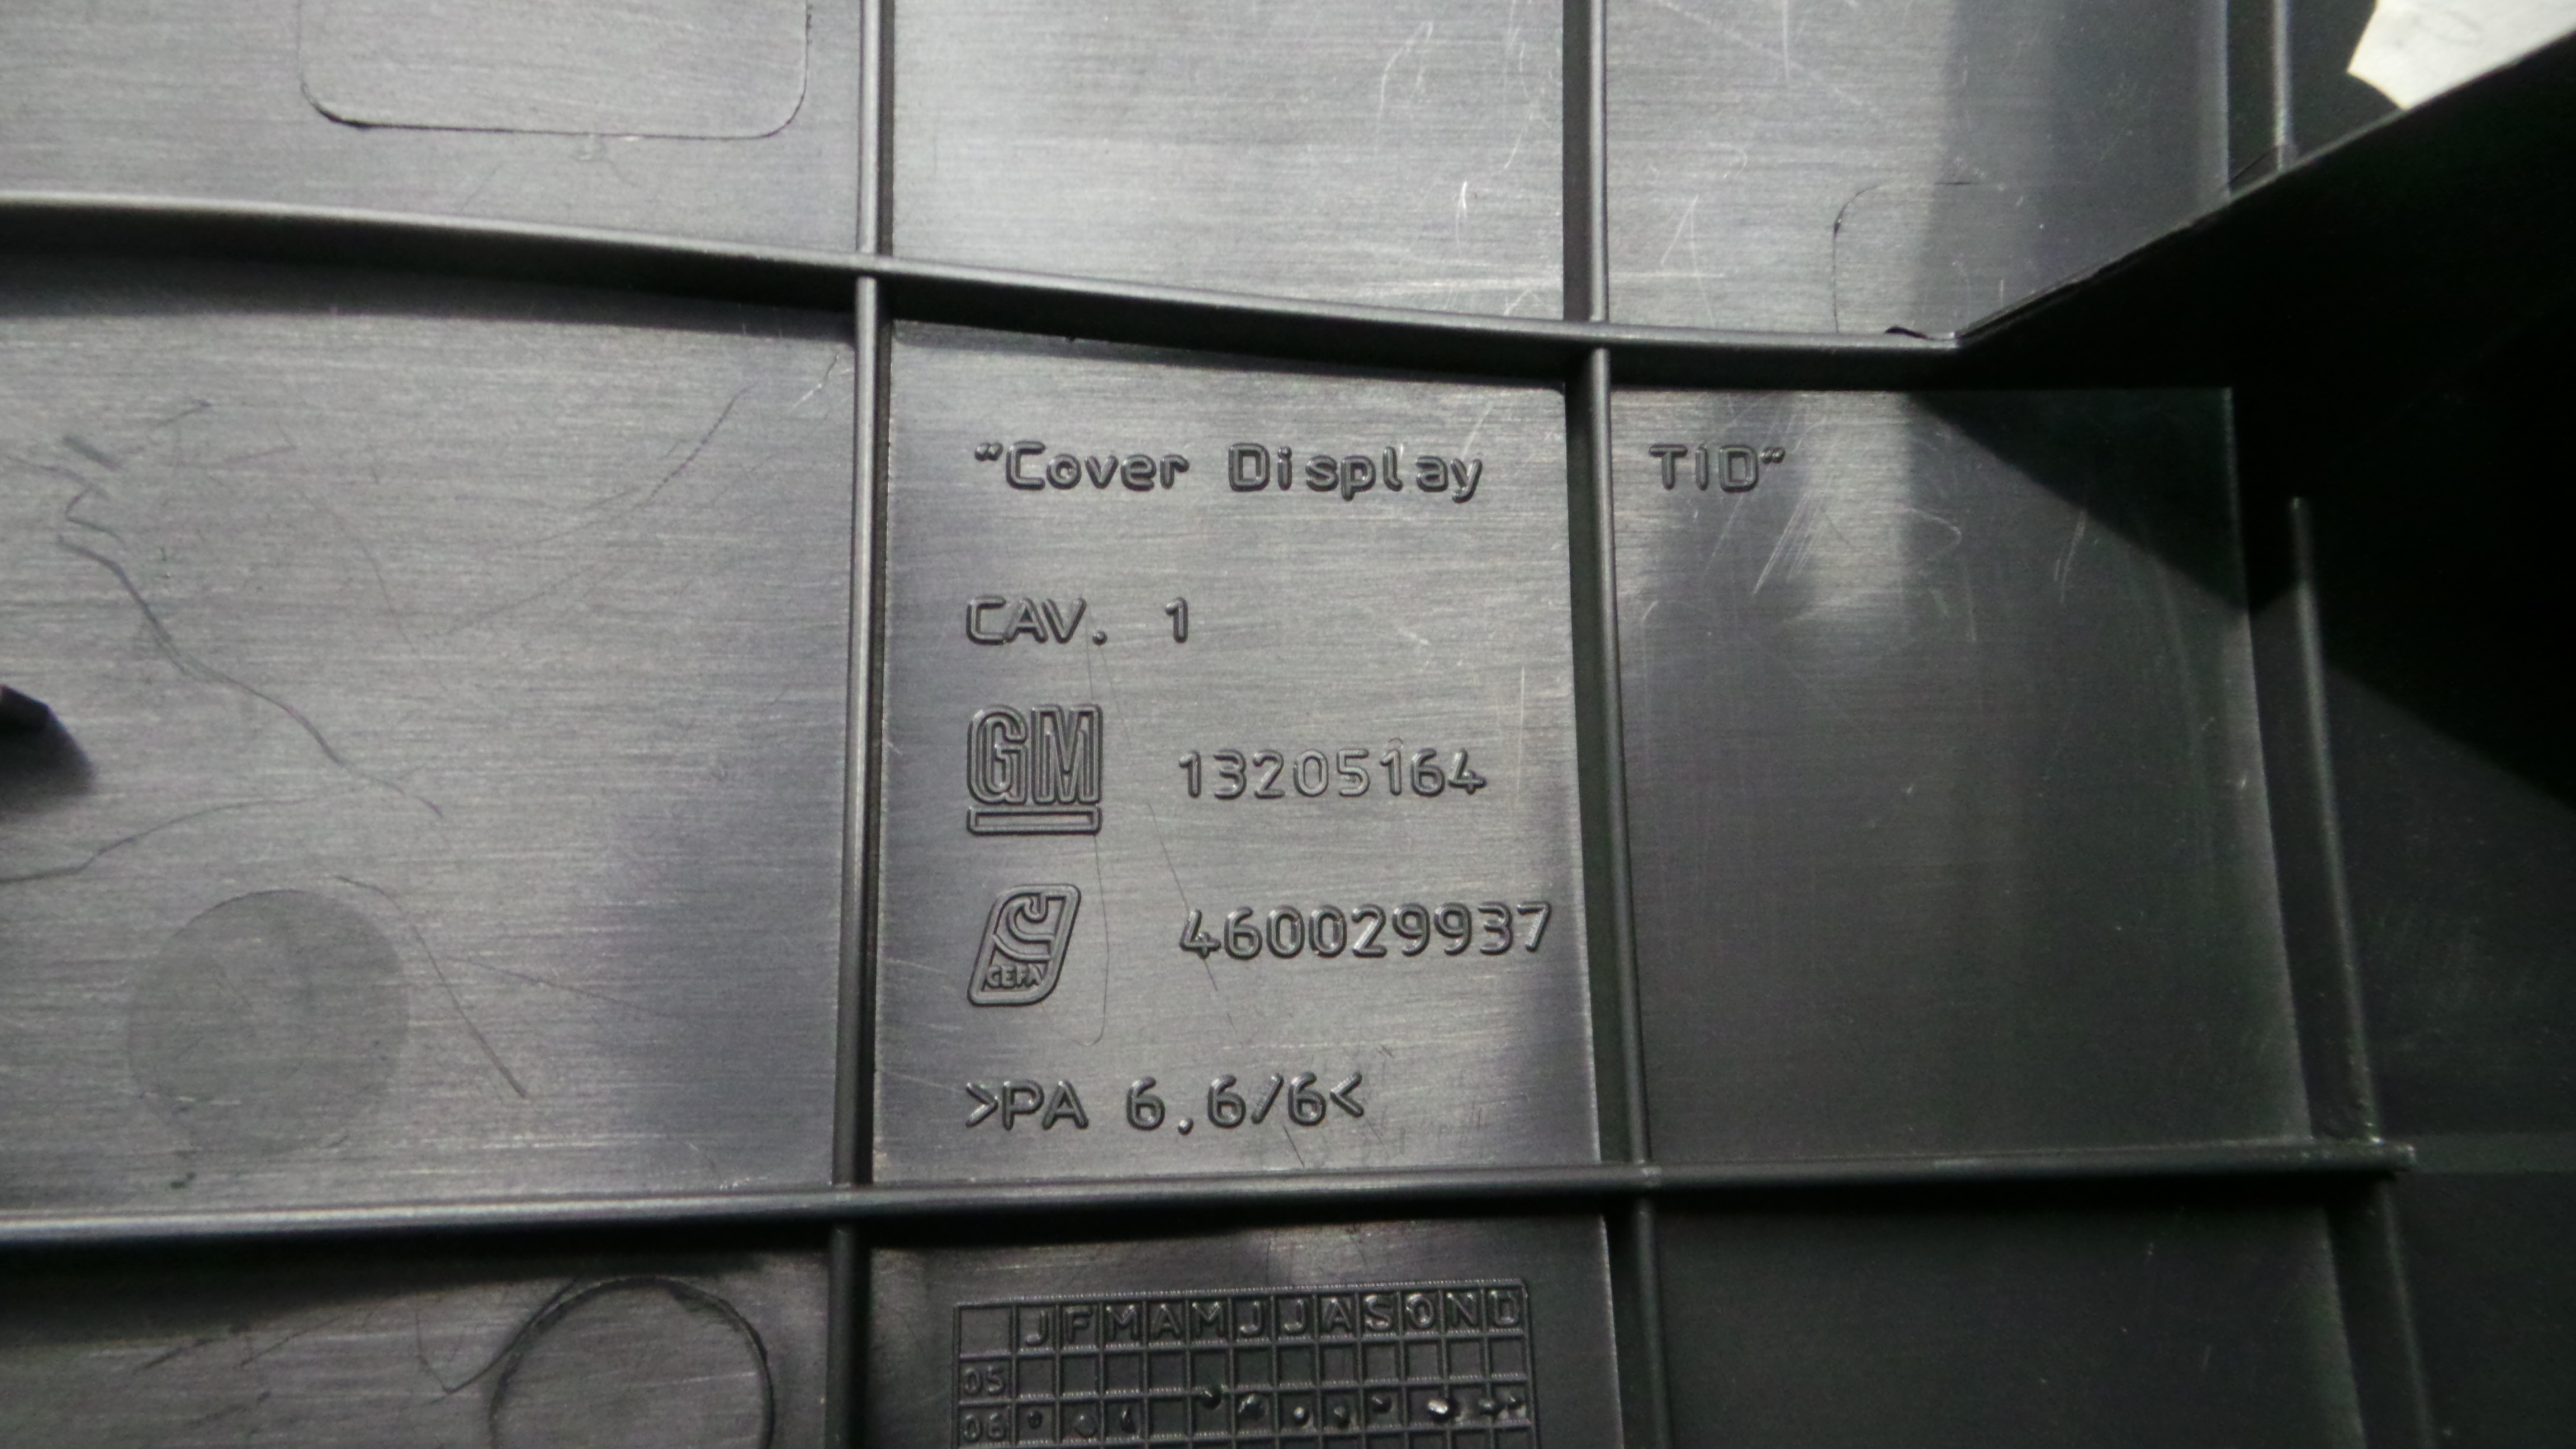 "Cover Display TID"
CAV. 1
GM 13205164
CEFA 460029937
>PA 6.6/6<
J F M A M J J A S O N D
05
06